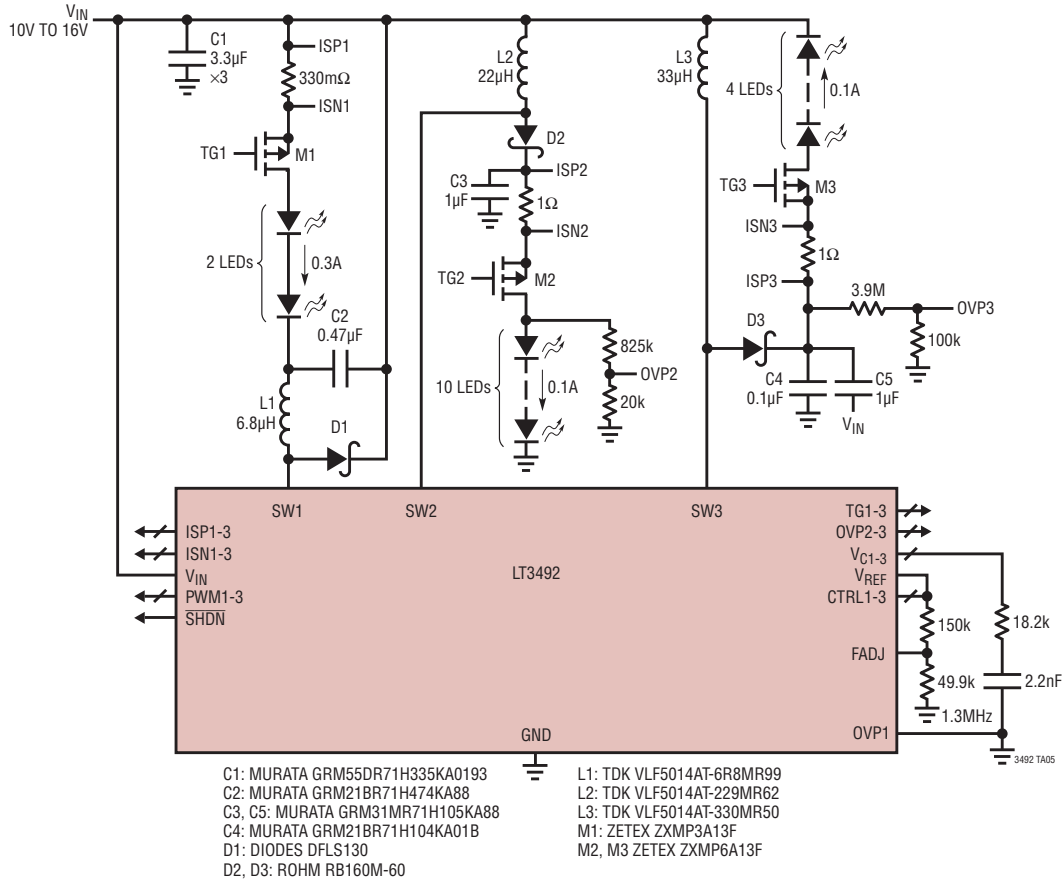 VIN
10V TO 16V
C1
3.3µF
×3
ISP1
330mΩ
ISN1
TG1
M1
2 LEDs
0.3A
C2
0.47µF
L1
6.8µH
D1
L2
22µH
D2
ISP2
C3
1µF
1Ω
ISN2
TG2
M2
825k
OVP2
10 LEDs
0.1A
20k
L3
33µH
4 LEDs
0.1A
TG3
M3
ISN3
1Ω
ISP3
3.9M
OVP3
100k
D3
C4
0.1µF
C5
1µF
VIN
SW1
SW2
SW3
ISP1-3
ISN1-3
VIN
PWM1-3
SHDN
LT3492
GND
TG1-3
OVP2-3
VC1-3
VREF
CTRL1-3
FADJ
OVP1
150k
18.2k
49.9k
2.2nF
1.3MHz
3492 TA05
C1: MURATA GRM55DR71H335KA0193
C2: MURATA GRM21BR71H474KA88
C3, C5: MURATA GRM31MR71H105KA88
C4: MURATA GRM21BR71H104KA01B
D1: DIODES DFLS130
D2, D3: ROHM RB160M-60
L1: TDK VLF5014AT-6R8MR99
L2: TDK VLF5014AT-229MR62
L3: TDK VLF5014AT-330MR50
M1: ZETEX ZXMP3A13F
M2, M3 ZETEX ZXMP6A13F